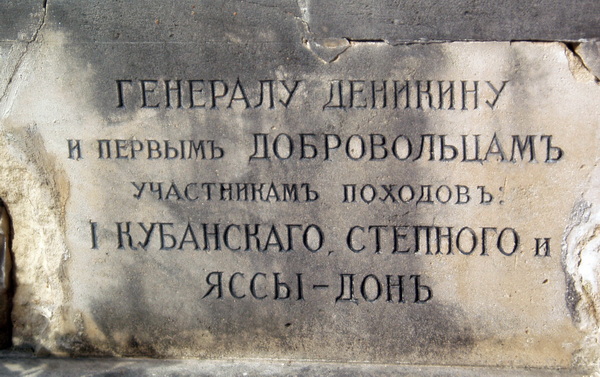 ГЕНЕРАЛУ ДЕНИКИНУ
И ПЕРВЫМЪ ДОБРОВОЛЬЦАМЪ
УЧАСТНИКАМЪ ПОХОДОВЪ:
I КУБАНСКАГО, СТЕПНОГО И
ЯССЫ-ДОНЪ